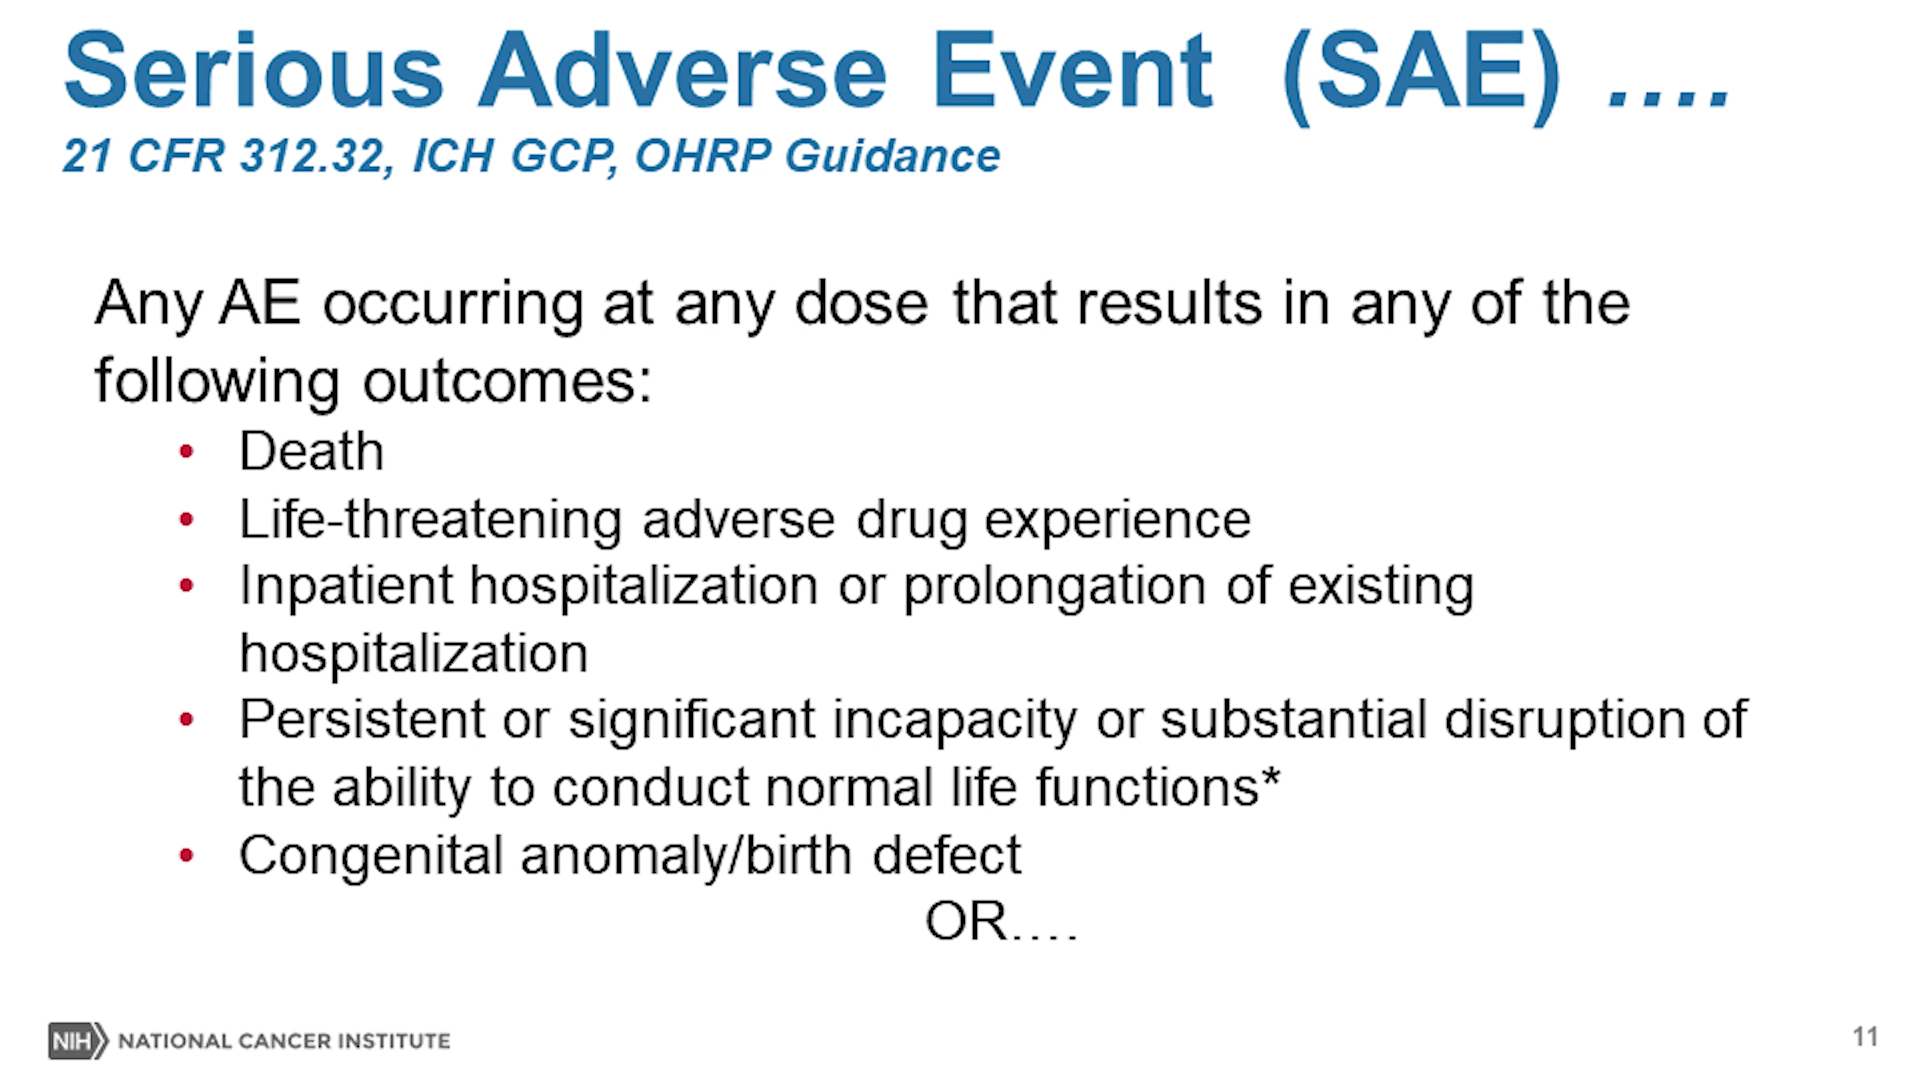 Serious Adverse Event (SAE) ....
21 CFR 312.32, ICH GCP, OHRP Guidance
Any AE occurring at any dose that results in any of the
following outcomes:
• Death
• Life-threatening adverse drug experience
• Inpatient hospitalization or prolongation of existing
hospitalization
• Persistent or significant incapacity or substantial disruption of
the ability to conduct normal life functions*
• Congenital anomaly/birth defect
OR....
NIH NATIONAL CANCER INSTITUTE
11